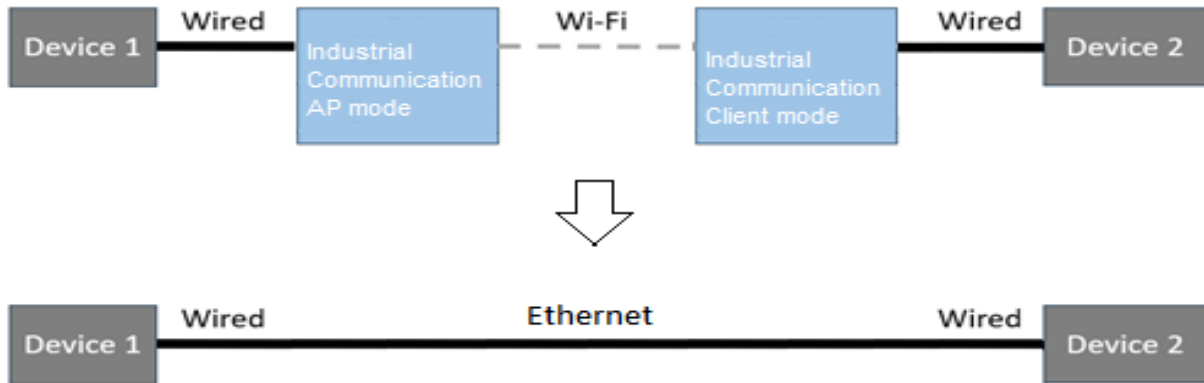 Wired
Wi-Fi
Wired
Device 1
Industrial
Communication
AP mode
Industrial
Communication
Client mode
Device 2
Wired
Ethernet
Wired
Device 1
Device 2